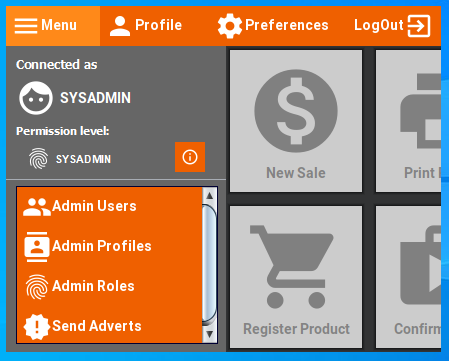 Menu Profile Preferences LogOut
Connected as
SYSADMIN
Permission level:
SYSADMIN
Admin Users
Admin Profiles
Admin Roles
Send Adverts
New Sale Print
Register Product